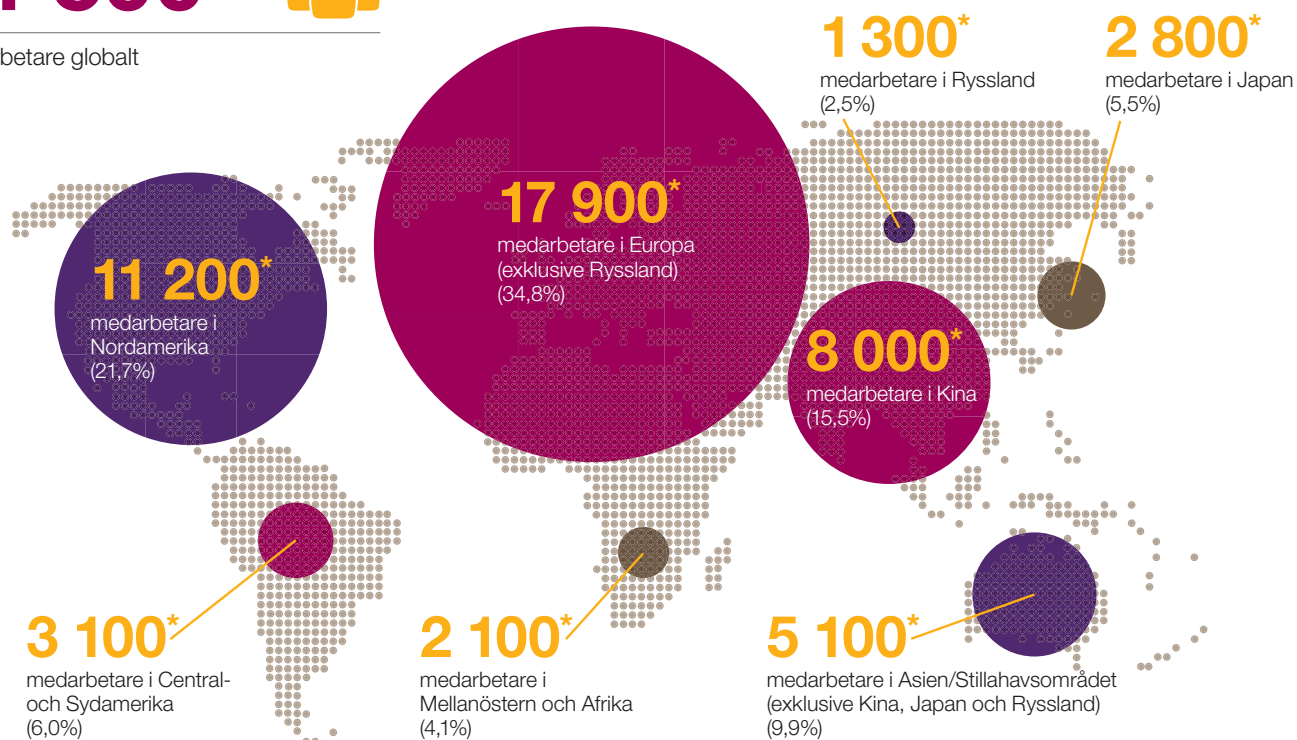 betare globalt
1 300*
medarbetare i Ryssland
(2,5%)
2 800*
medarbetare i Japan
(5,5%)
17 900*
medarbetare i Europa
(exklusive Ryssland)
(34,8%)
11 200*
medarbetare i
Nordamerika
(21,7%)
8 000*
medarbetare i Kina
(15,5%)
3 100*
medarbetare i Central-
och Sydamerika
(6,0%)
2 100*
medarbetare i
Mellanöstern och Afrika
(4,1%)
5 100*
medarbetare i Asien/Stillahavsområdet
(exklusive Kina, Japan och Ryssland)
(9,9%)